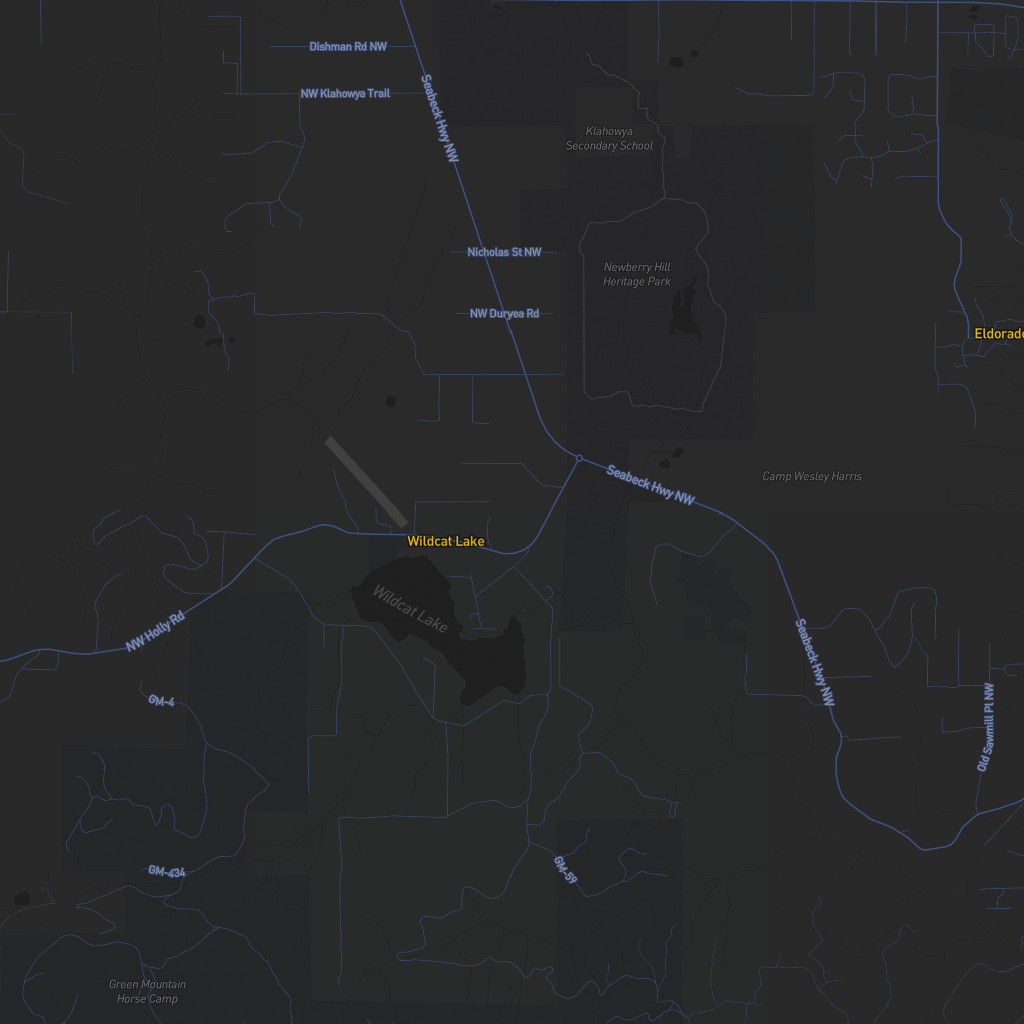 Dishman Rd NW
NW Klahowya Trail
Seabeck Hwy NW
Klahowya
Secondary School
Nicholas St NW
Newberry Hill
Heritage Park
NW Duryea Rd
Eldorado
Seabeck Hwy NW
Camp Wesley Harris
Wildcat Lake
Wildcat Lake
NW Holly Rd
Seabeck Hwy NW
GM-4
Old Sawmill Pl NW
GM-434
GM-59
Green Mountain
Horse Camp